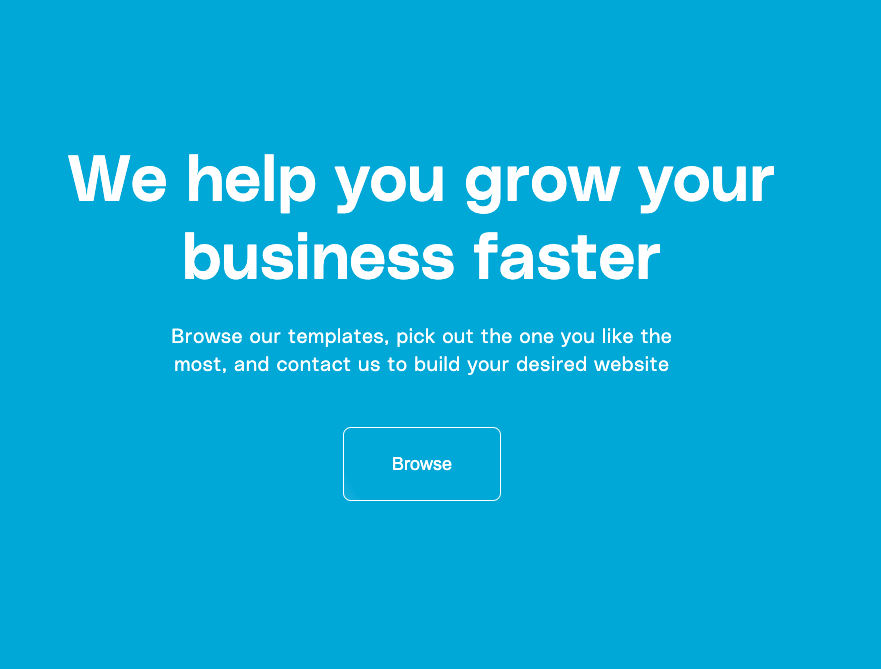 We help you grow your
business faster
Browse our templates, pick out the one you like the
most, and contact us to build your desired website
Browse